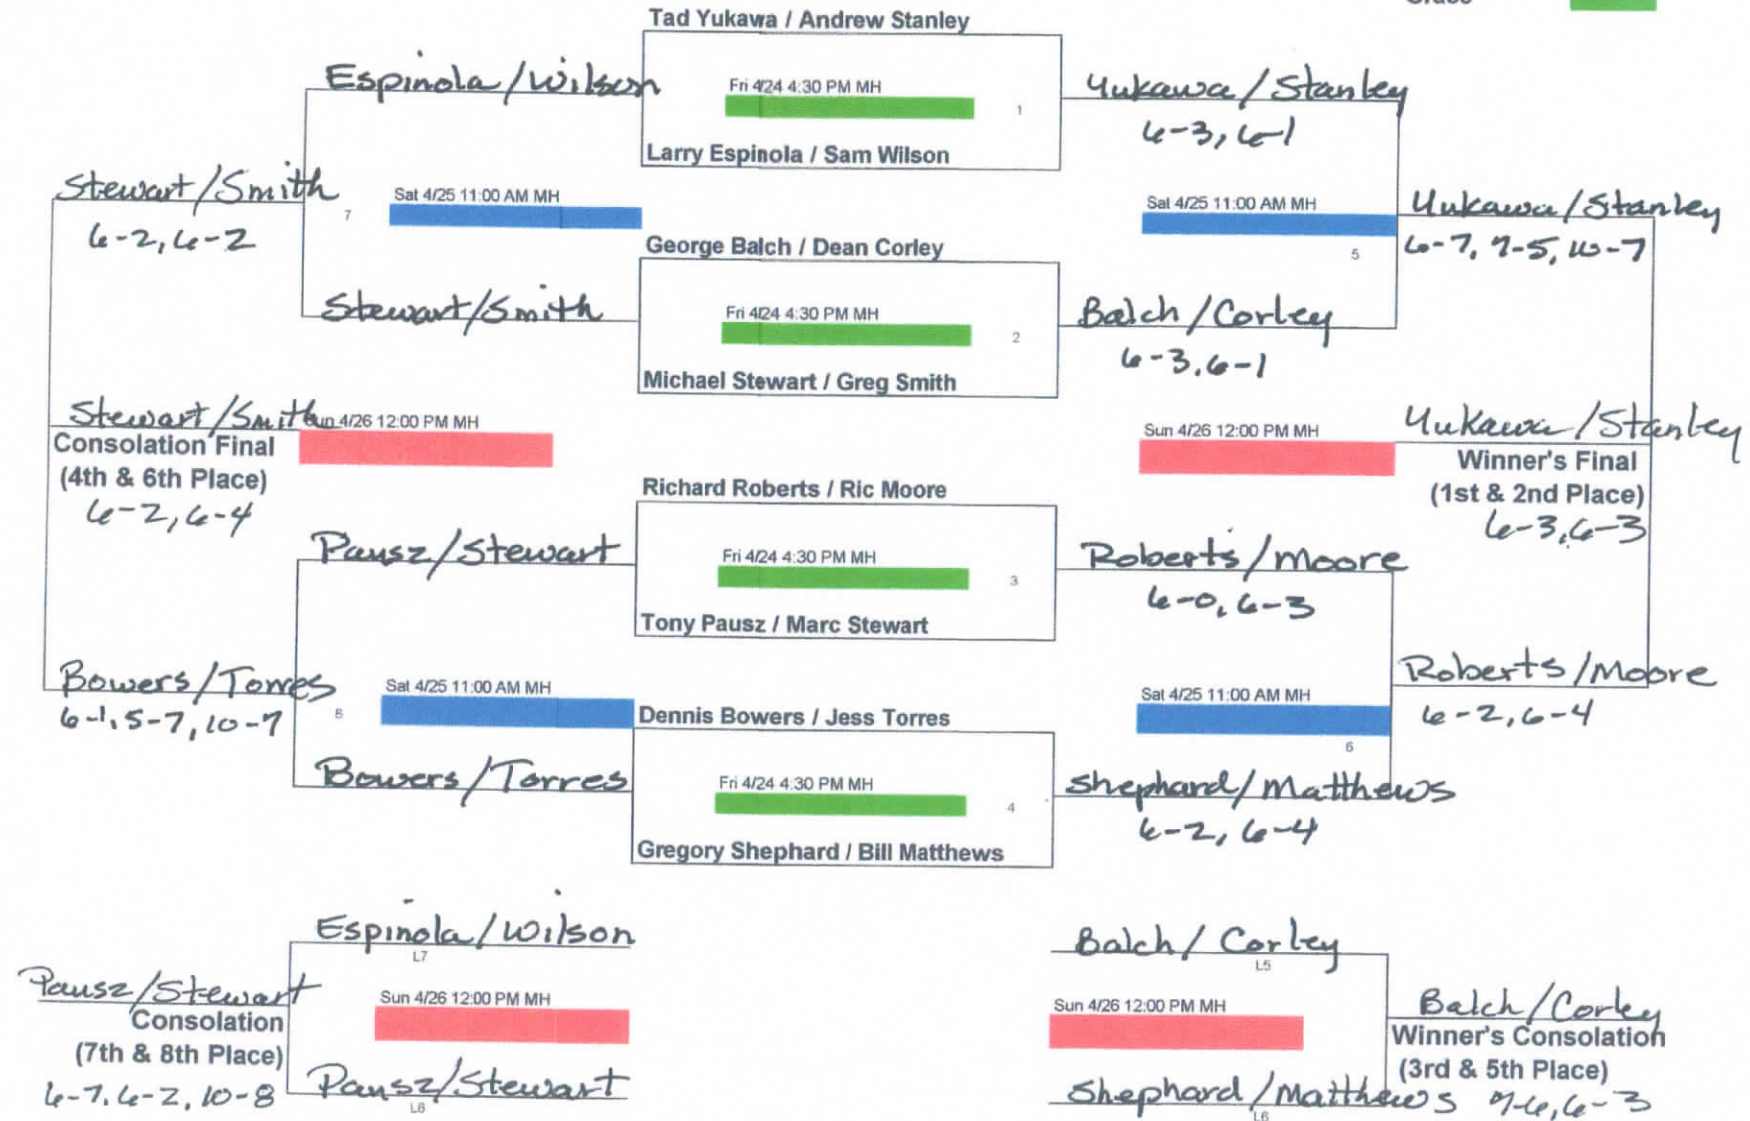 Tad Yukawa / Andrew Stanley
Espinola/Wilson
Fri 4/24 4:30 PM MH
1
Yukawa/Stanley
6-3, 6-1
Larry Espinola / Sam Wilson
Stewart/Smith
6-2, 6-2
7
Sat 4/25 11:00 AM MH
Sat 4/25 11:00 AM MH
5
Yukawa/Stanley
6-7, 7-5, 10-7
George Balch / Dean Corley
Stewart/Smith
Fri 4/24 4:30 PM MH
2
Balch/Corley
6-3, 6-1
Michael Stewart / Greg Smith
Stewart/Smith
Sun 4/26 12:00 PM MH
Consolation Final
(4th & 6th Place)
6-2, 6-4
Sun 4/26 12:00 PM MH
Yukawa/Stanley
Winner's Final
(1st & 2nd Place)
6-3, 6-3
Richard Roberts / Ric Moore
Pausz/Stewart
Fri 4/24 4:30 PM MH
3
Roberts/Moore
6-0, 6-3
Tony Pausz / Marc Stewart
Bowers/Torres
6-1, 5-7, 10-7
8
Sat 4/25 11:00 AM MH
Sat 4/25 11:00 AM MH
6
Roberts/Moore
6-2, 6-4
Dennis Bowers / Jess Torres
Bowers/Torres
Fri 4/24 4:30 PM MH
4
Shephard/Matthews
6-2, 6-4
Gregory Shephard / Bill Matthews
Espinola/Wilson
L7
Balch/Corley
L5
Pausz/Stewart
Consolation
(7th & 8th Place)
6-7, 6-2, 10-8
Sun 4/26 12:00 PM MH
Sun 4/26 12:00 PM MH
Balch/Corley
Winner's Consolation
(3rd & 5th Place)
7-6, 6-3
Pausz/Stewart
L8
Shephard/Matthews
L6